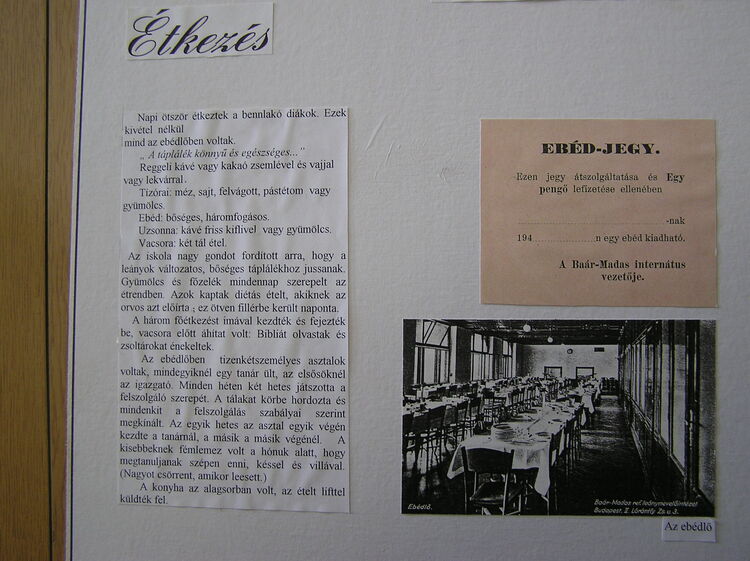 Étkezés
Napi ötször étkeztek a bennlakó diákok. Ezek
kivétel nélkül
mind az ebédlőben voltak.
„ A táplálék könnyű és egészséges..."
Reggeli kávé vagy kakaó zsemlével és vajjal
vagy lekvárral.
Tízórai: méz, sajt, felvágott, pástétom vagy
gyümölcs.
Ebéd: bőséges, háromfogásos.
Uzsonna: kávé friss kiflivel vagy gyümölcs.
Vacsora: két tál étel.
Az iskola nagy gondot fordított arra, hogy a
leányok változatos, bőséges táplálékhoz jussanak.
Gyümölcs és főzelék mindennap szerepelt az
étrendben. Azok kaptak diétás ételt, akiknek az
orvos azt előírta ; ez ötven fillérbe került naponta.
A három főétkezést imával kezdték és fejezték
be, vacsora előtt áhítat volt: Bibliát olvastak és
zsoltárokat énekeltek.
Az ebédlőben tizenkétszemélyes asztalok
voltak, mindegyiknél egy tanár ült, az elsősöknél
az igazgató. Minden héten két hetes játszotta a
felszolgáló szerepét. A tálakat körbe hordozta és
mindenkit a felszolgálás szabályai szerint
megkínált. Az egyik hetes az asztal egyik végén
kezdte a tanárnál, a másik a másik végénél. A
kisebbeknek fémlemez volt a hónuk alatt, hogy
megtanuljanak szépen enni, késsel és villával.
(Nagyot csörrent, amikor leesett.)
A konyha az alagsorban volt, az ételt lifttel
küldték fel.
EBÉD-JEGY.
Ezen jegy átszolgáltatása és Egy
pengő lefizetése ellenében
-nak
194 n egy ebéd kiadható.
A Baár-Madas internátus
vezetője.
Ebédlő.
Baár-Madas ref. leánynevelőintézet
Budapest, II. Lórántffy Zs. u. 3.
Az ebédlő